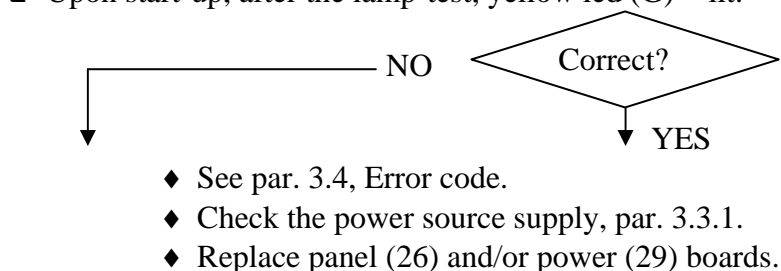 Upon start-up, after the lamp-test, yellow led (G) = lit.
NO
Correct?
YES
♦ See par. 3.4, Error code.
♦ Check the power source supply, par. 3.3.1.
♦ Replace panel (26) and/or power (29) boards.